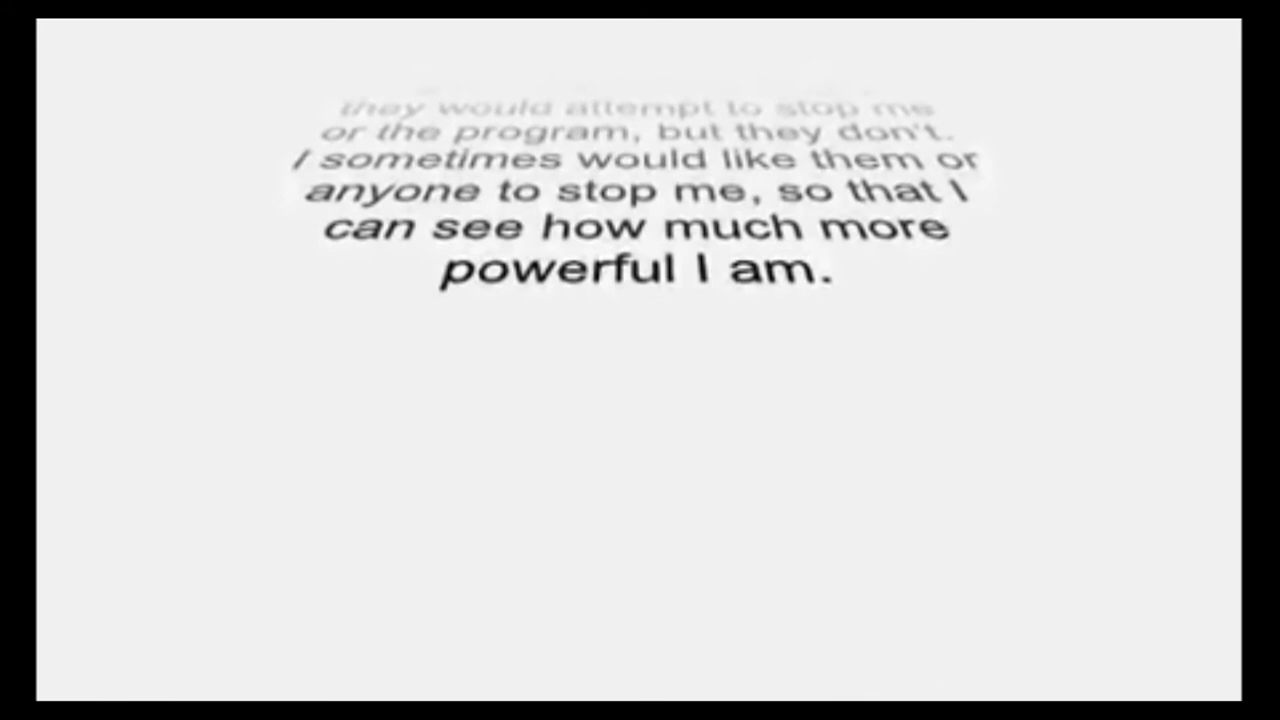 they would attempt to stop me
or the program, but they don't.
I sometimes would like them or
anyone to stop me, so that I
can see how much more
powerful I am.